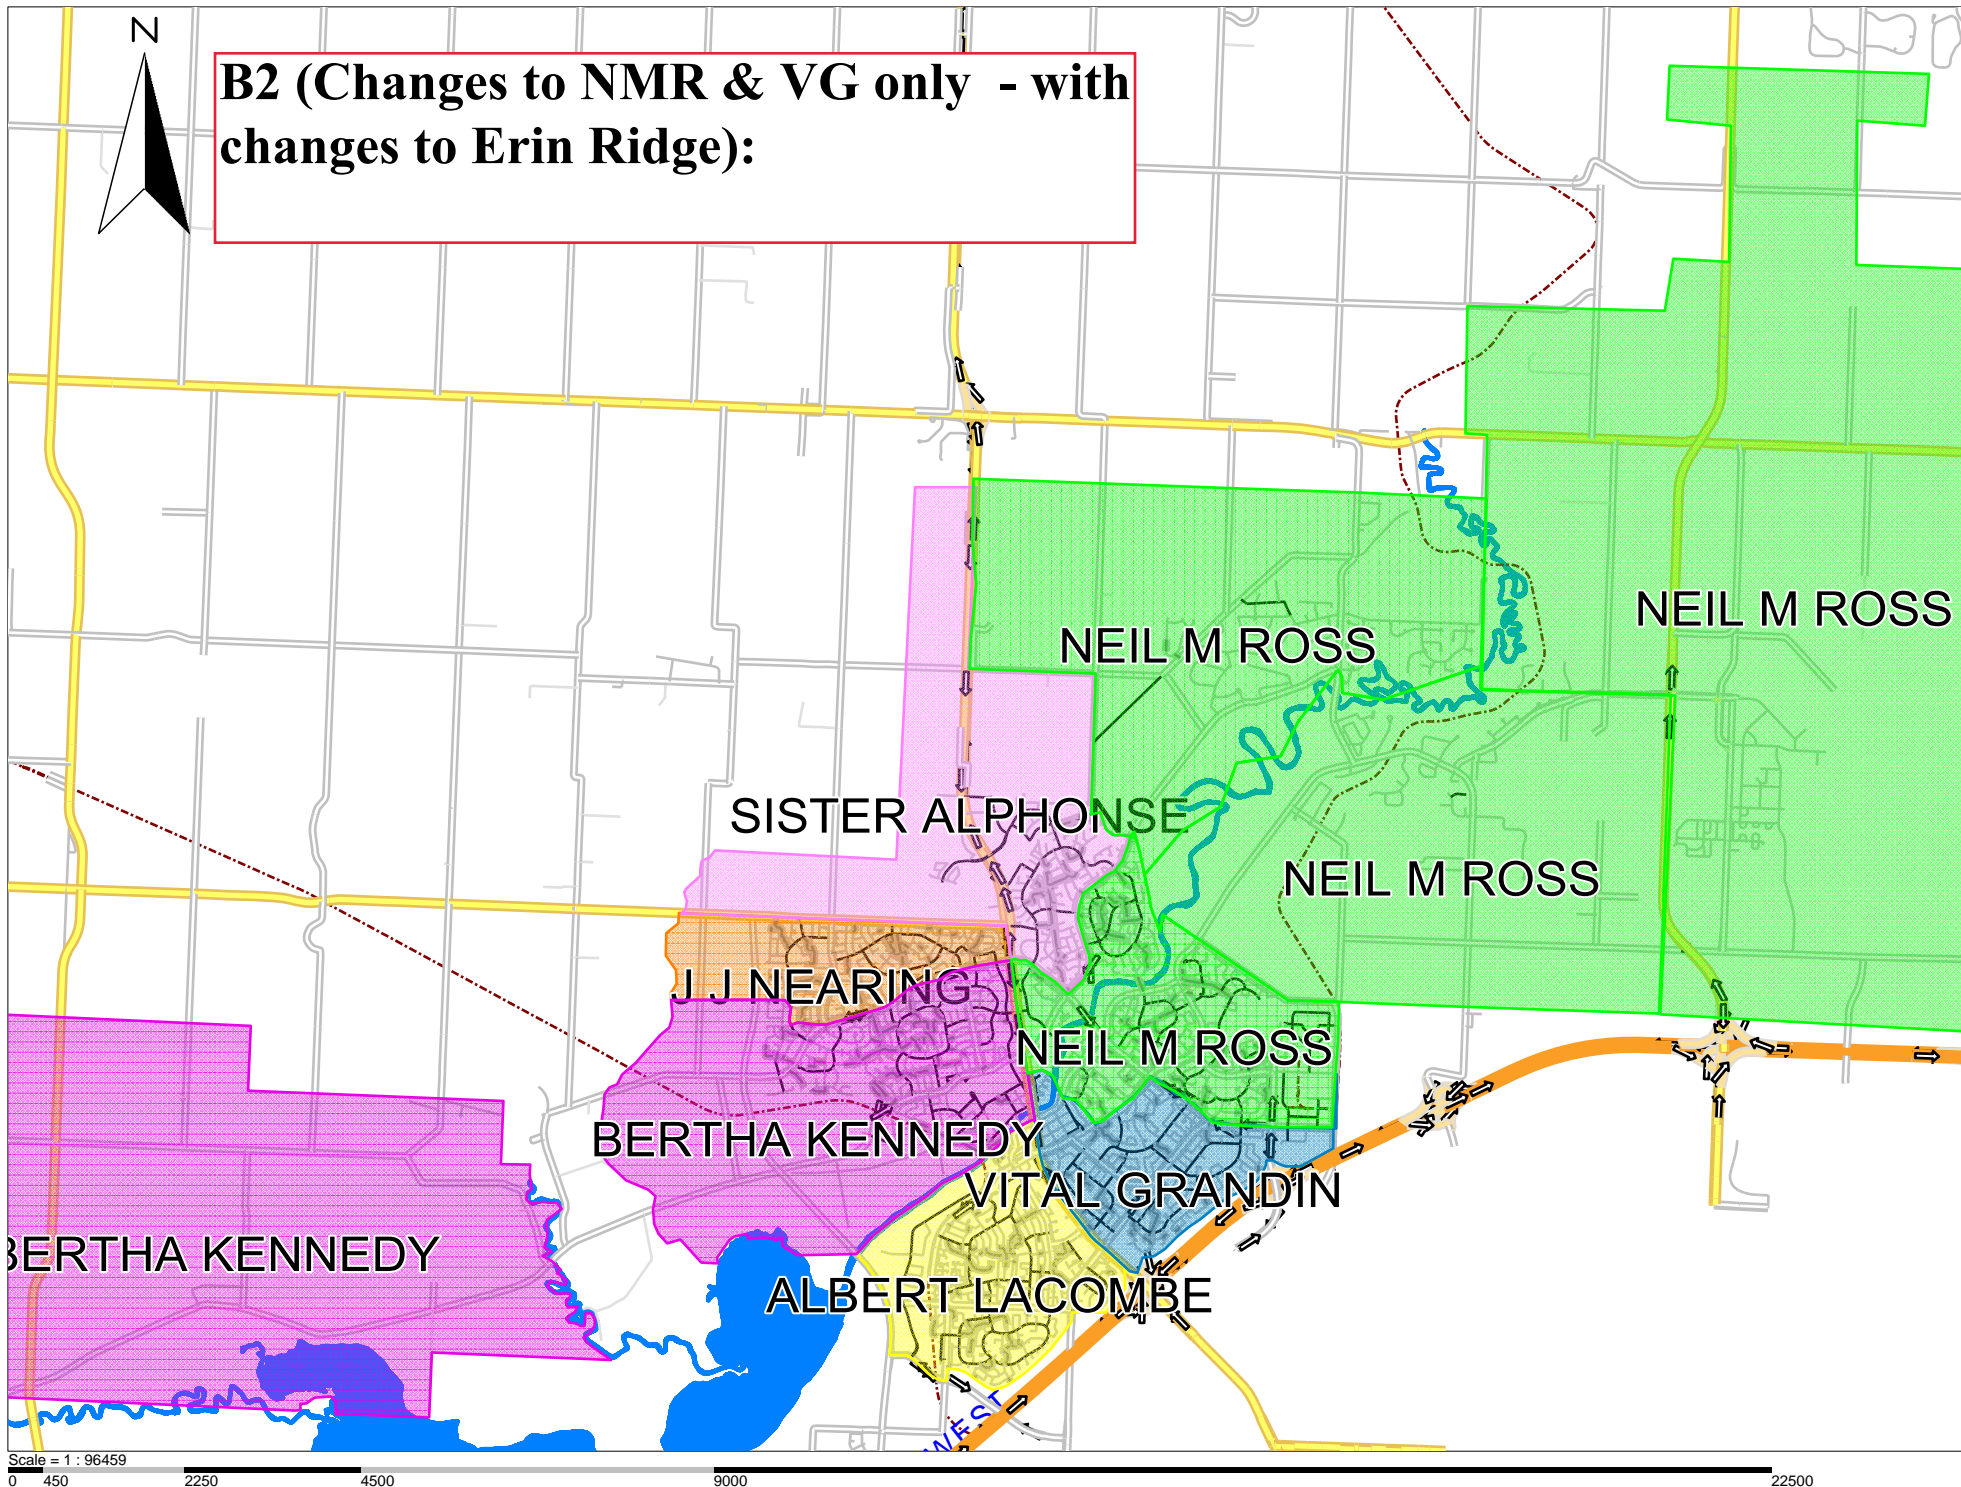 N
B2 (Changes to NMR & VG only - with
changes to Erin Ridge):
NEIL M ROSS
NEIL M ROSS
SISTER ALPHONSE
NEIL M ROSS
J J NEARING
NEIL M ROSS
BERTHA KENNEDY
VITAL GRANDIN
BERTHA KENNEDY
ALBERT LACOMBE
WEST
Scale = 1 : 96459
0 450 2250 4500 9000 22500